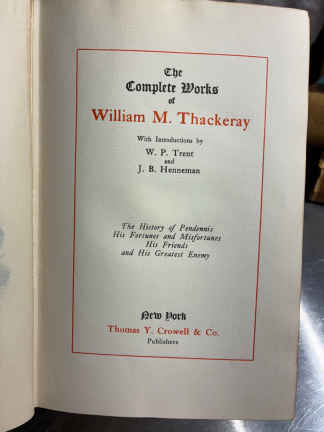 The
Complete Works
of
William M. Thackeray
With Introductions by
W. P. Trent
and
J. B. Henneman
The History of Pendennis
His Fortunes and Misfortunes
His Friends
and His Greatest Enemy
New York
Thomas Y. Crowell & Co.
Publishers